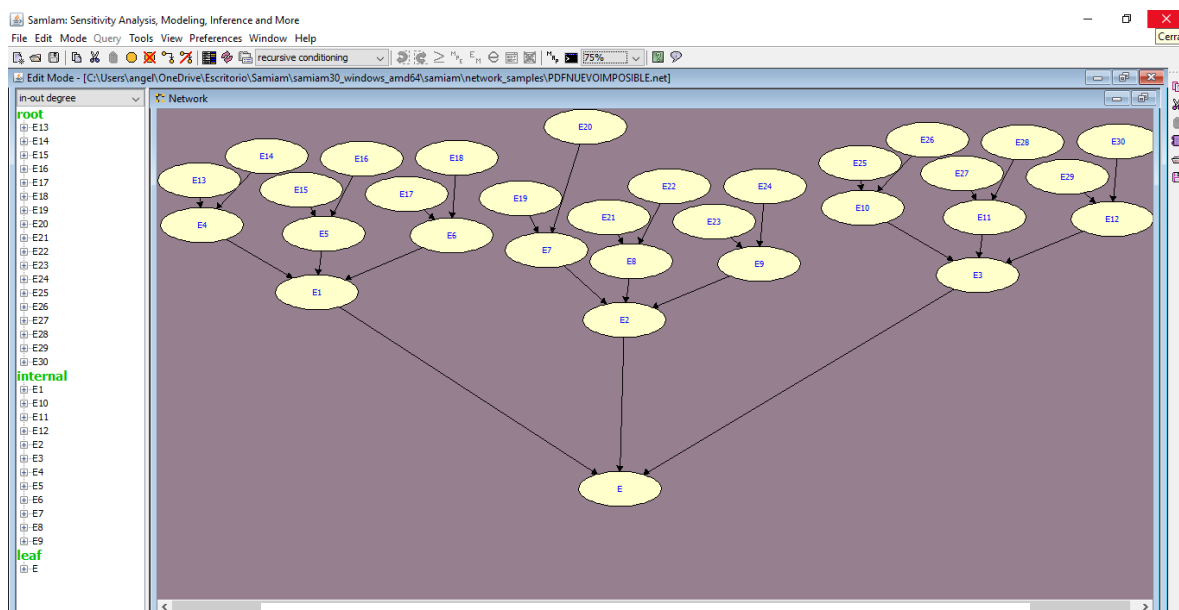 SamIam: Sensitivity Analysis, Modeling, Inference and More
Cerra
File Edit Mode Query Tools View Preferences Window Help
recursive conditioning
75%
Edit Mode - [C:\Users\angel\OneDrive\Escritorio\Samiam\samiam30_windows_amd64\samiam\network_samples\PDFNUEVOIMPOSIBLE.net]
in-out degree
Network
root
E13
E14
E15
E16
E17
E18
E19
E20
E21
E22
E23
E24
E25
E26
E27
E28
E29
E30
internal
E1
E10
E11
E12
E2
E3
E4
E5
E6
E7
E8
E9
leaf
E
E20
E14 E16 E18 E26 E28 E30
E13 E15 E17 E19 E22 E24 E25 E27 E29
E4 E5 E6 E21 E23 E10 E11 E12
E7 E8 E9
E1 E2 E3
E